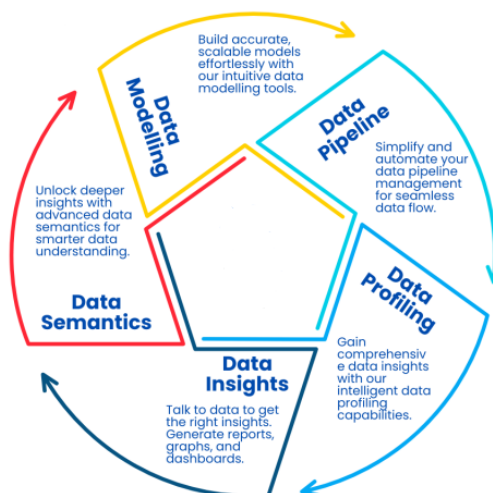 Build accurate,
scalable models
effortlessly with
our intuitive data
modelling tools.
Data
Modelling
Data
Pipeline
Simplify and
automate your
data pipeline
management
for seamless
data flow.
Data
Profiling
Gain
comprehensiv
e data insights
with our
intelligent data
profiling
capabilities.
Data
Insights
Talk to data to get
the right insights.
Generate reports,
graphs, and
dashboards.
Unlock deeper
insights with
advanced data
semantics for
smarter data
understanding.
Data
Semantics